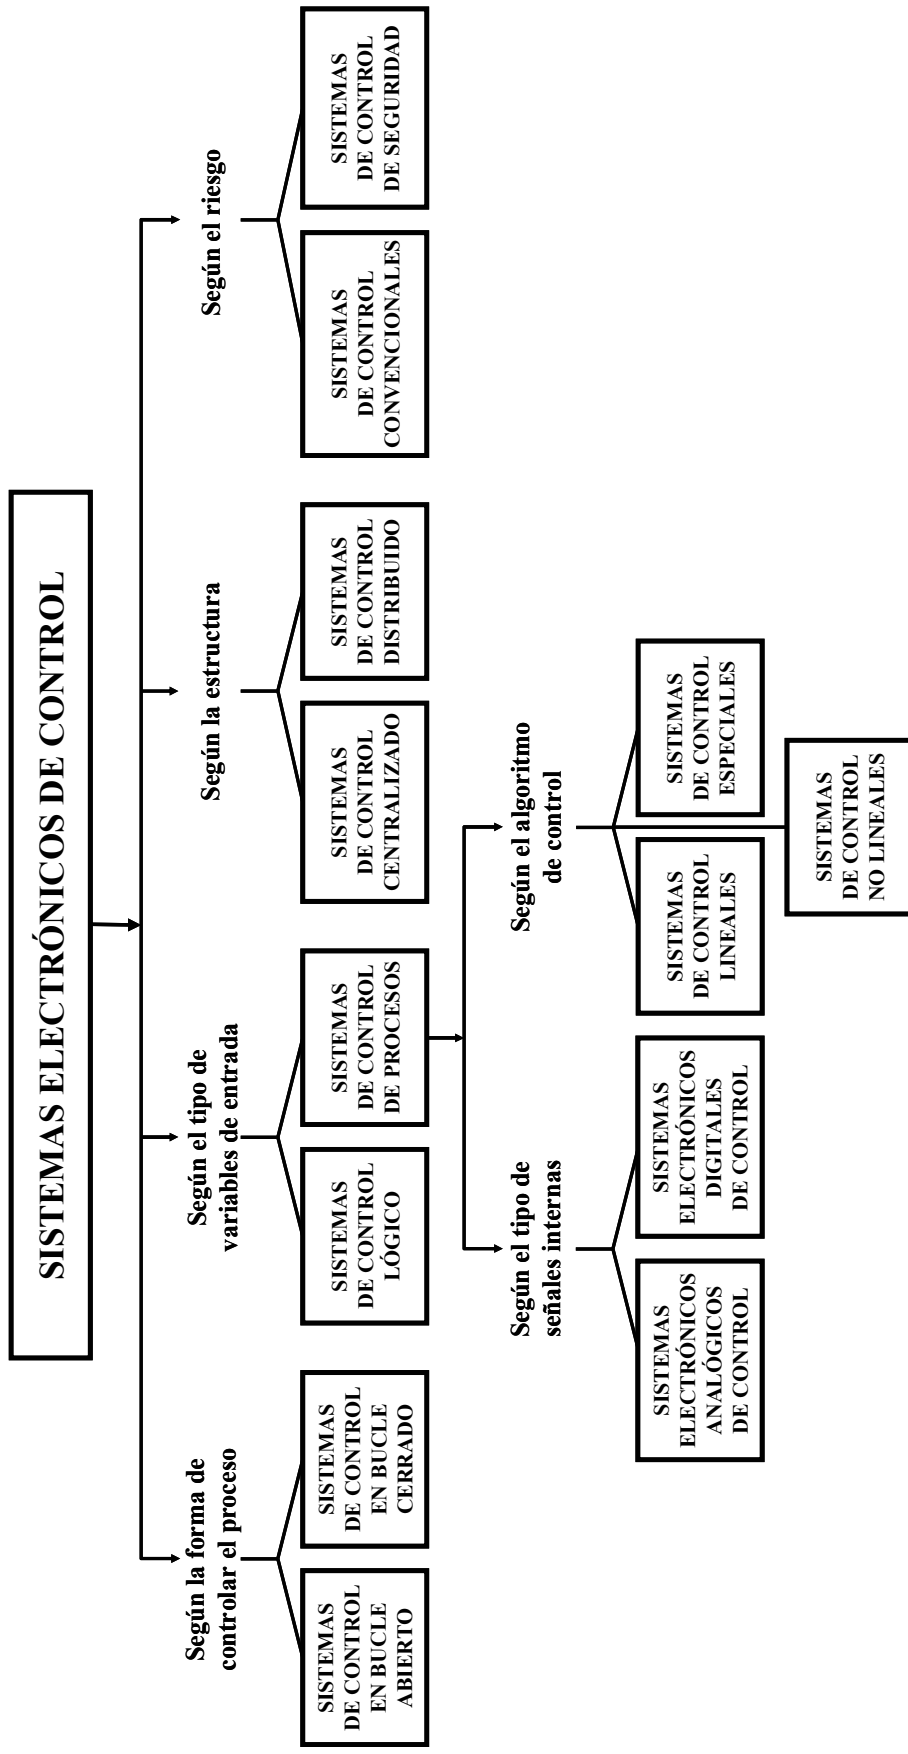 SISTEMAS ELECTRÓNICOS DE CONTROL
Según la forma de
controlar el proceso
Según el tipo de
variables de entrada
Según la estructura
Según el riesgo
SISTEMAS
DE CONTROL
EN BUCLE
ABIERTO
SISTEMAS
DE CONTROL
EN BUCLE
CERRADO
SISTEMAS
DE CONTROL
LÓGICO
SISTEMAS
DE CONTROL
DE PROCESOS
SISTEMAS
DE CONTROL
CENTRALIZADO
SISTEMAS
DE CONTROL
DISTRIBUIDO
SISTEMAS
DE CONTROL
CONVENCIONALES
SISTEMAS
DE CONTROL
DE SEGURIDAD
Según el tipo de
señales internas
Según el algoritmo
de control
SISTEMAS
ELECTRÓNICOS
ANALÓGICOS
DE CONTROL
SISTEMAS
ELECTRÓNICOS
DIGITALES
DE CONTROL
SISTEMAS
DE CONTROL
LINEALES
SISTEMAS
DE CONTROL
ESPECIALES
SISTEMAS
DE CONTROL
NO LINEALES